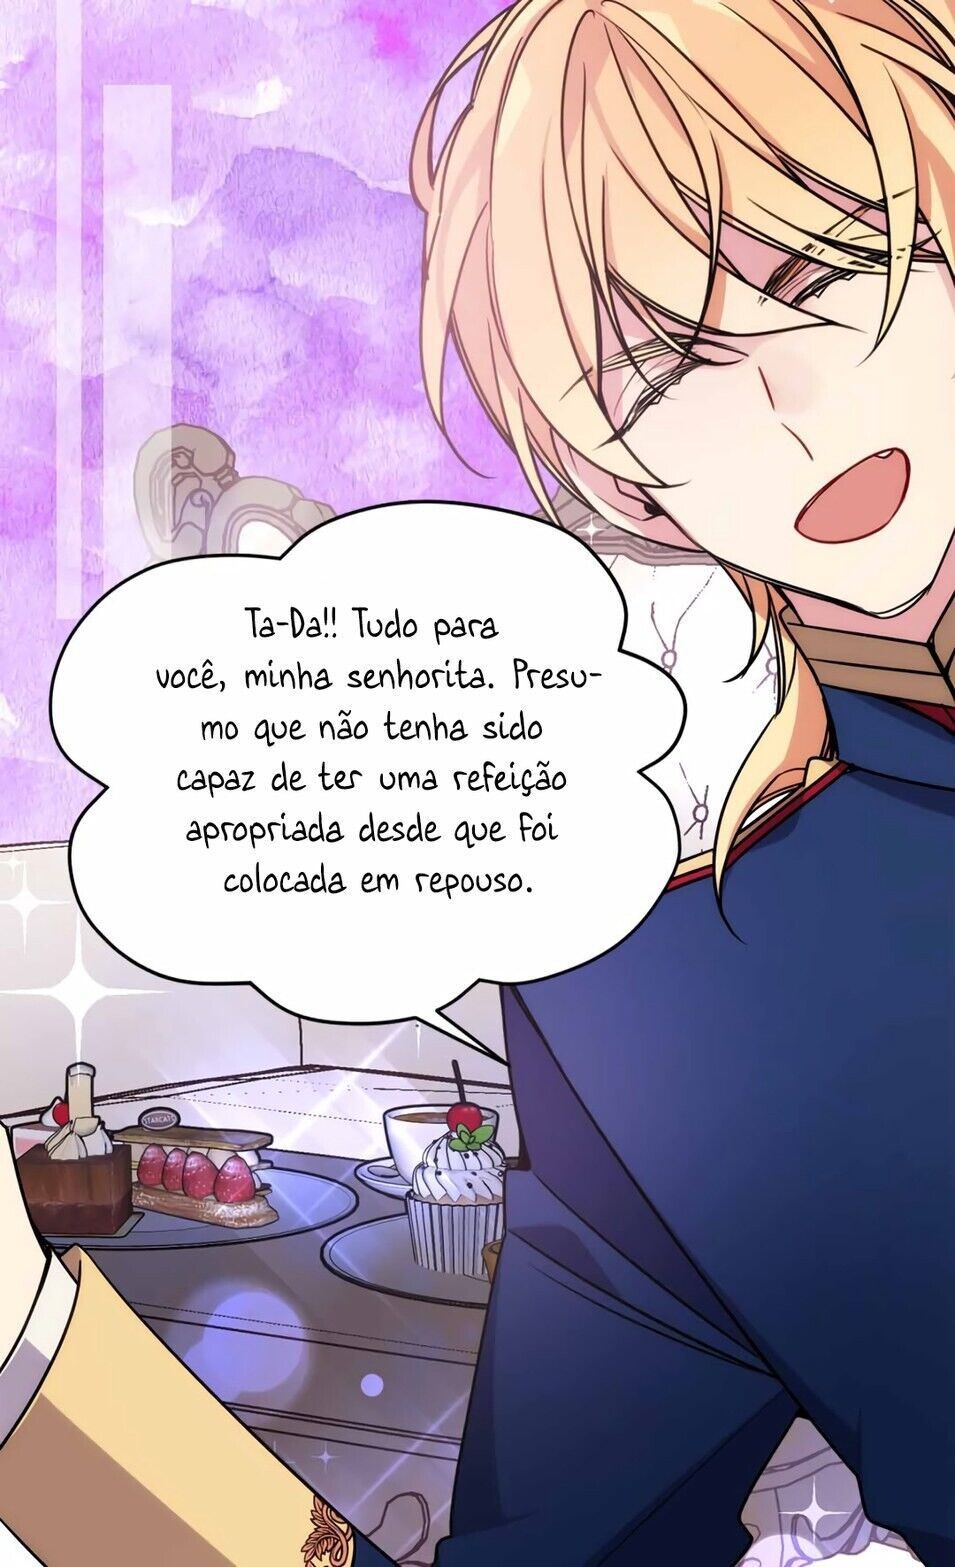 Ta-Da!! Tudo para
você, minha senhorita. Presu-
mo que não tenha sido
capaz de ter uma refeição
apropriada desde que foi
colocada em repouso.